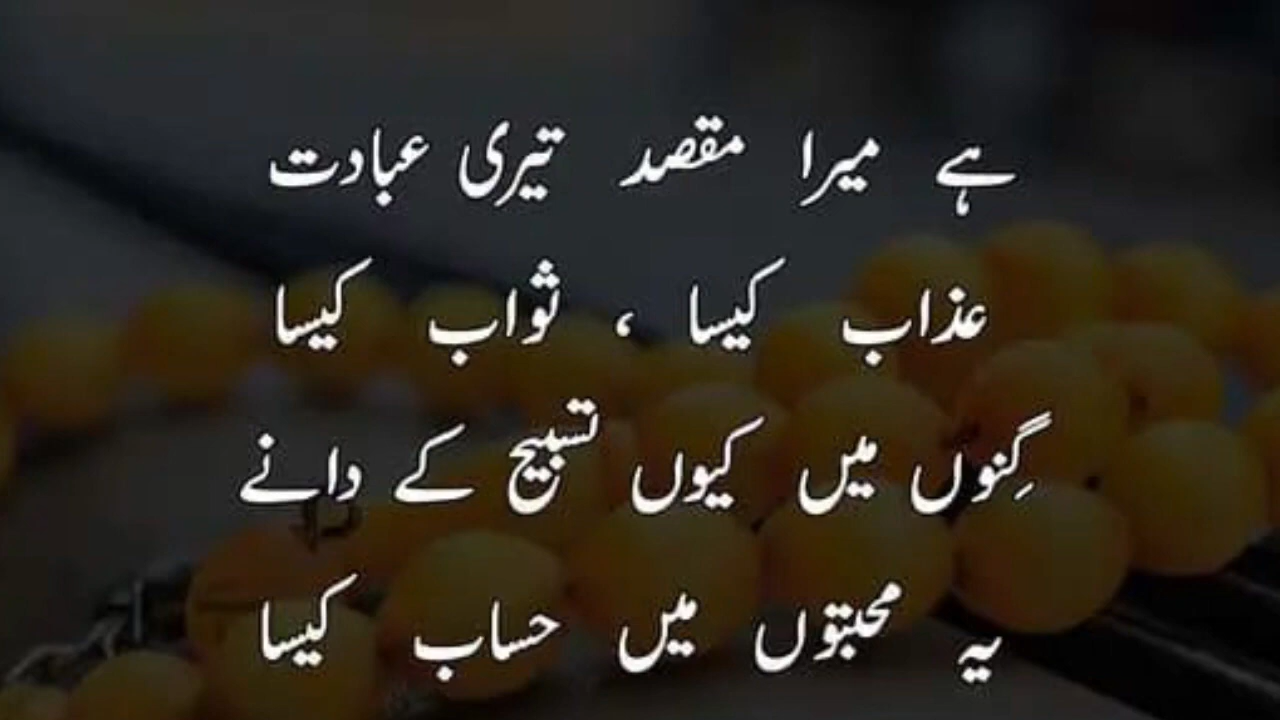 ہے میرا مقصد تیری عبادت
عذاب کیسا ، ثواب کیسا
گِنوں میں کیوں تسبیح کے دانے
یہ محبتوں میں حساب کیسا